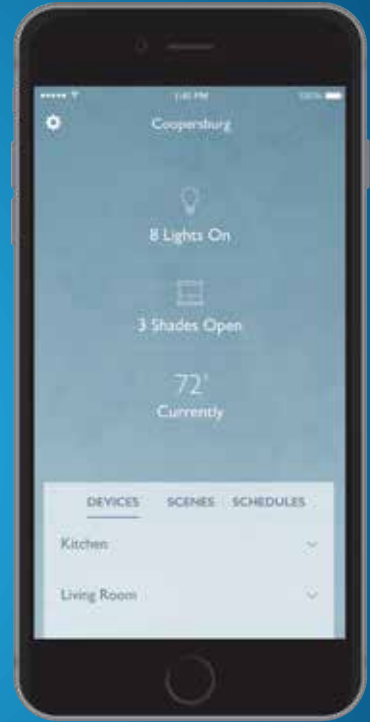 1:45 PM
100%
Coopersburg
8 Lights On
3 Shades Open
72°
Currently
DEVICES SCENES SCHEDULES
Kitchen
Living Room